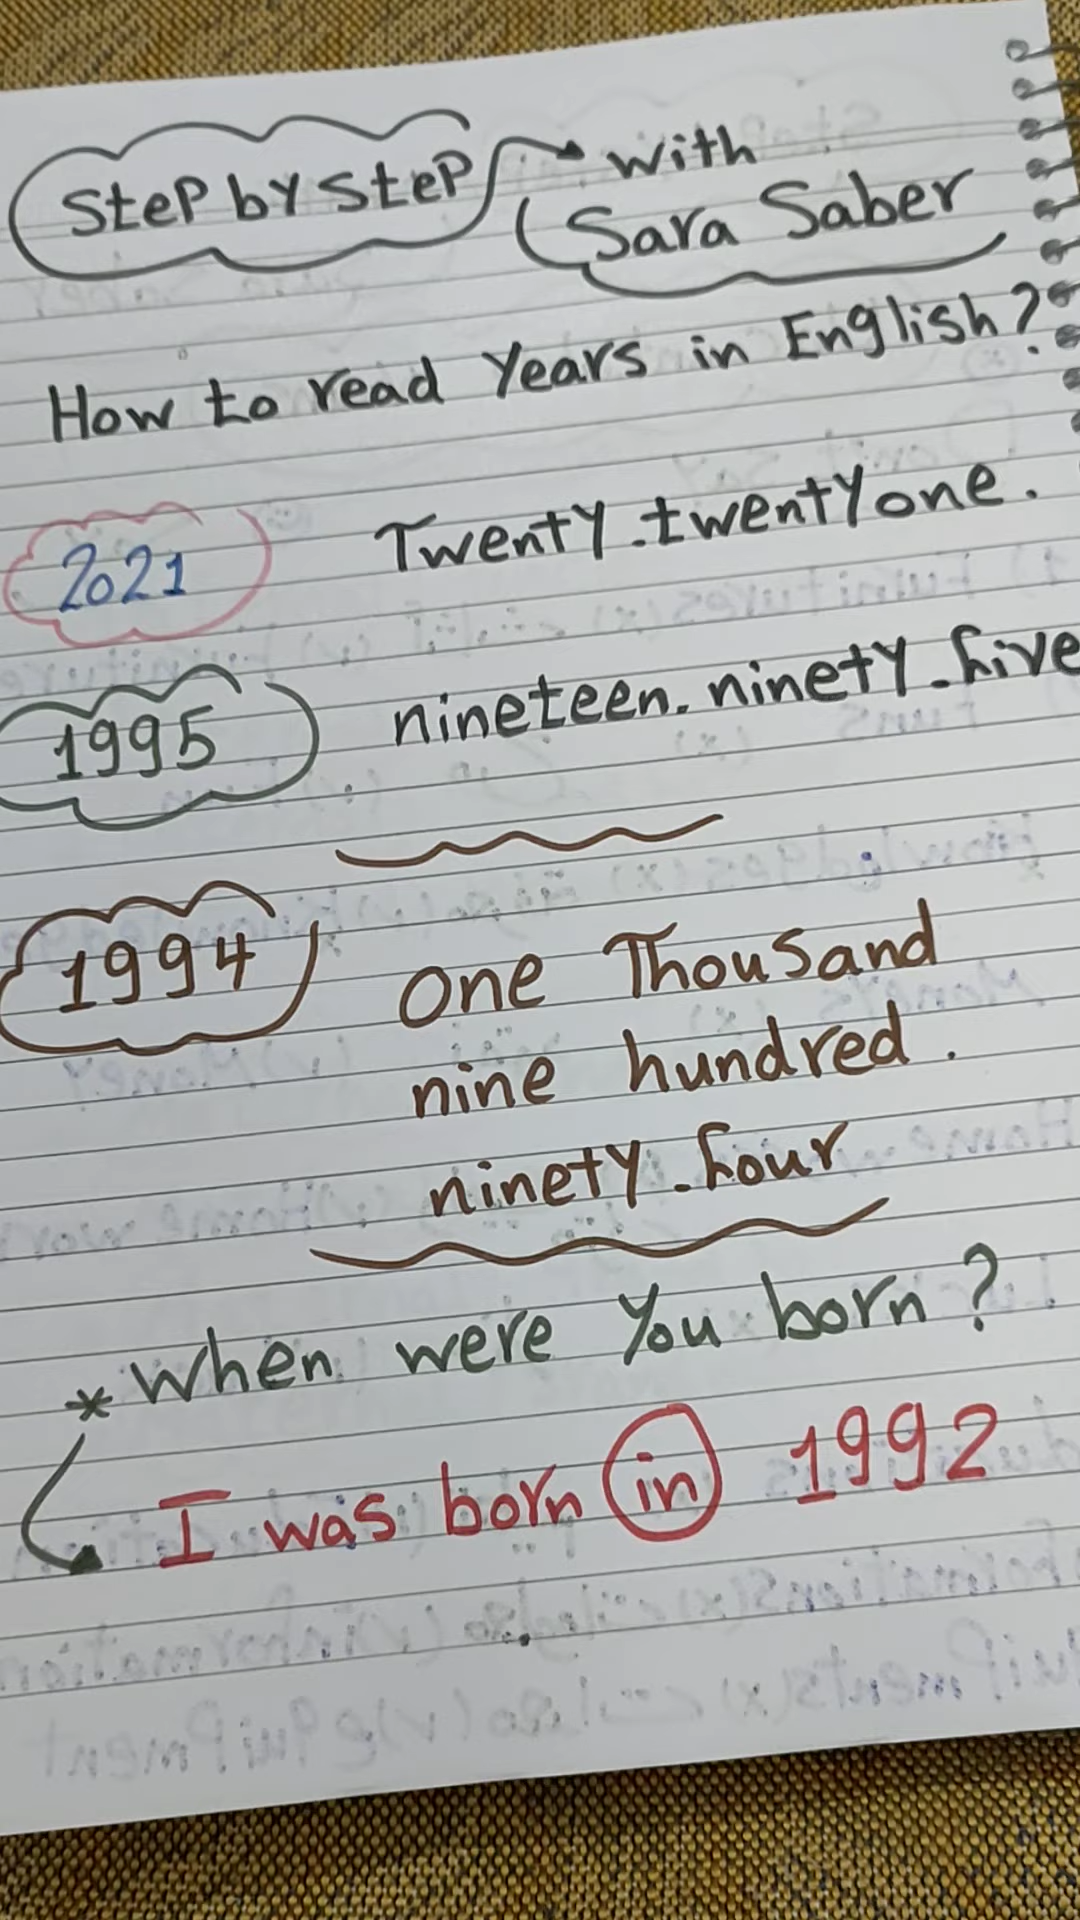 Step by Step with
Sara Saber
How to read Years in English?
2021 Twenty-twenty one.
1995 nineteen-ninety-five
1994 one Thousand
nine hundred.
ninety-four
* When were You born?
I was born in 1992